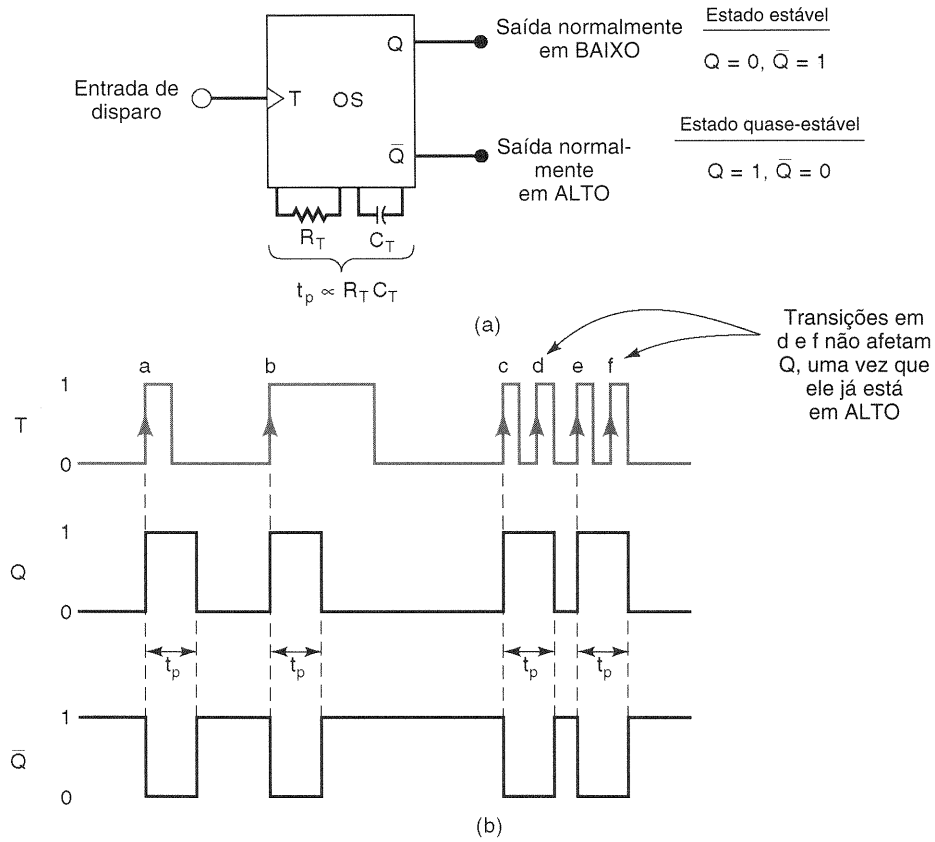 Entrada de
disparo
T
OS
Q
Q̅
R_T
C_T
t_p ∝ R_T C_T
Saída normalmente
em BAIXO
Saída normal-
mente
em ALTO
Estado estável
Q = 0, Q̅ = 1
Estado quase-estável
Q = 1, Q̅ = 0
(a)
Transições em
d e f não afetam
Q, uma vez que
ele já está
em ALTO
a b c d e f
1
T
0
1
Q
0
t_p t_p t_p t_p
1
Q̅
0
(b)